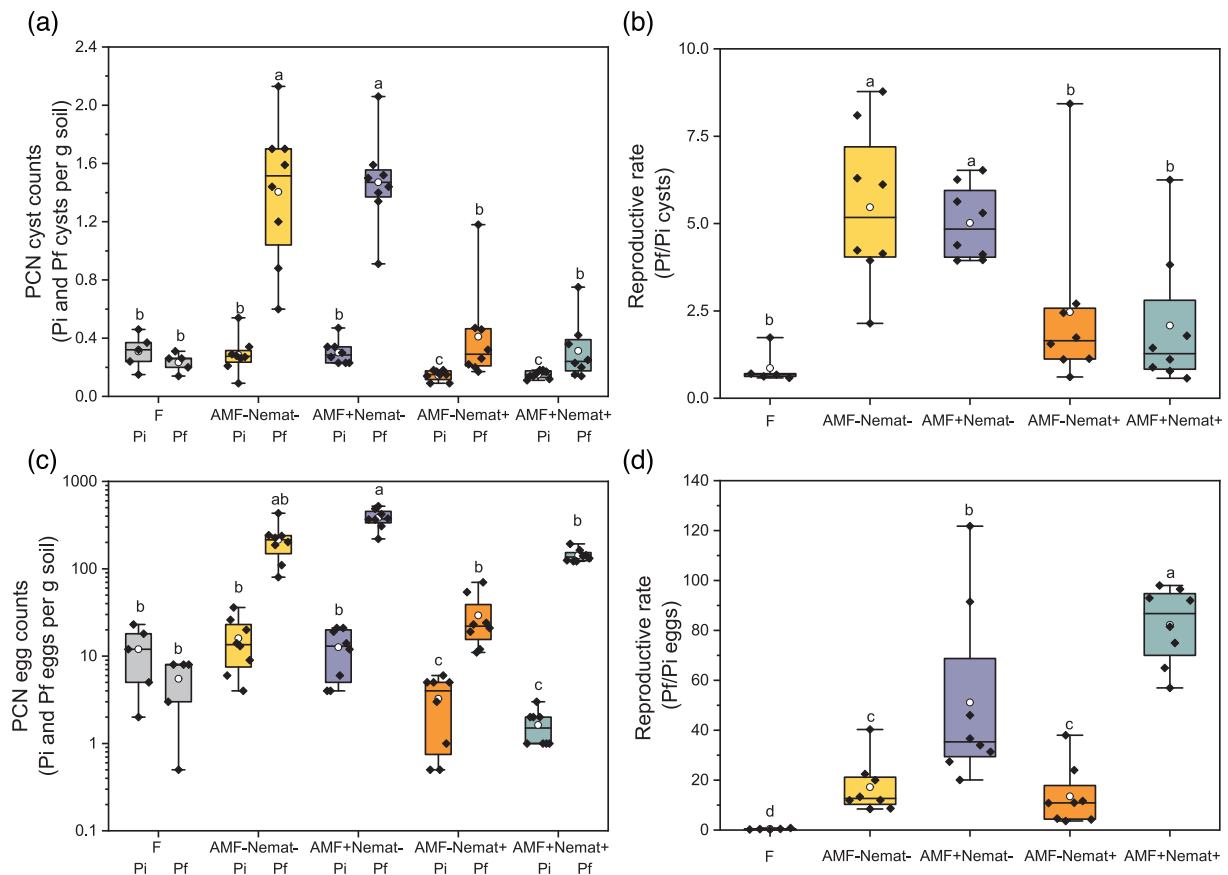 (a)
PCN cyst counts
(Pi and Pf cysts per g soil)
2.4
2.0
1.6
1.2
0.8
0.4
0.0
b
b
b
a
b
a
c
b
c
b
F
AMF-Nemat-
AMF+Nemat-
AMF-Nemat+
AMF+Nemat+
Pi Pf Pi Pf Pi Pf Pi Pf Pi Pf
(b)
Reproductive rate
(Pf/Pi cysts)
10.0
7.5
5.0
2.5
0.0
b
a
a
b
b
F
AMF-Nemat-
AMF+Nemat-
AMF-Nemat+
AMF+Nemat+
(c)
PCN egg counts
(Pi and Pf eggs per g soil)
1000
100
10
1
0.1
b
b
b
ab
b
a
c
b
c
b
F
AMF-Nemat-
AMF+Nemat-
AMF-Nemat+
AMF+Nemat+
Pi Pf Pi Pf Pi Pf Pi Pf Pi Pf
(d)
Reproductive rate
(Pf/Pi eggs)
140
120
100
80
60
40
20
0
d
c
b
c
a
F
AMF-Nemat-
AMF+Nemat-
AMF-Nemat+
AMF+Nemat+